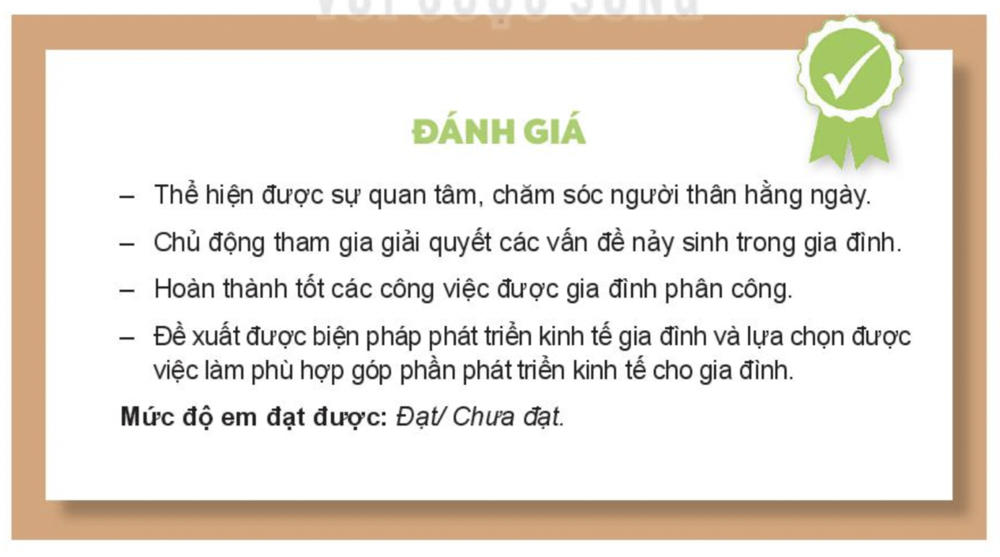 ĐÁNH GIÁ
– Thể hiện được sự quan tâm, chăm sóc người thân hằng ngày.
– Chủ động tham gia giải quyết các vấn đề nảy sinh trong gia đình.
– Hoàn thành tốt các công việc được gia đình phân công.
– Đề xuất được biện pháp phát triển kinh tế gia đình và lựa chọn được
việc làm phù hợp góp phần phát triển kinh tế cho gia đình.
Mức độ em đạt được: Đạt/ Chưa đạt.